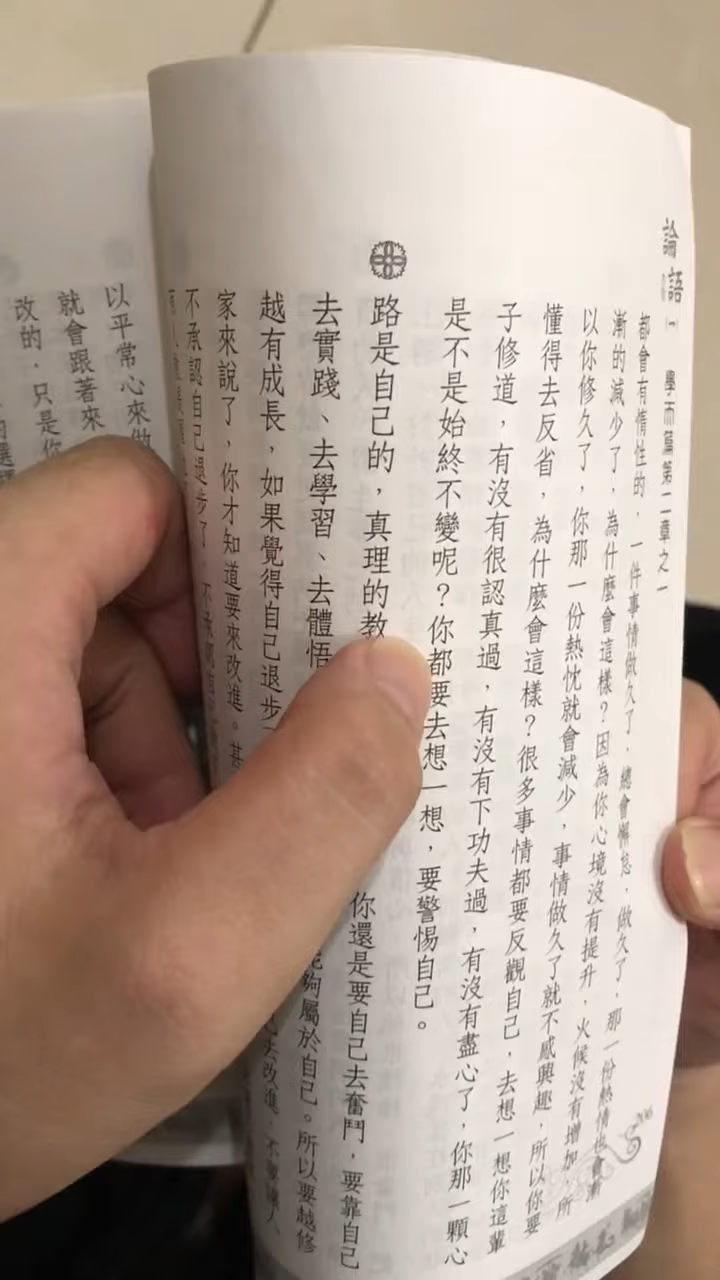 論語(一) 學而篇第二章之一
都會有惰性的，一件事情做久了，總會懈怠，做久了，那一份熱情也會漸
漸的減少了，為什麼會這樣？因為你心境沒有提升，火候沒有增加，所
以你修久了，你那一份熱忱就會減少，事情做久了就不感興趣，所以你要
懂得去反省，為什麼會這樣？很多事情都要反觀自己，去想一想你這輩
子修道，有沒有很認真過，有沒有下功夫過，有沒有盡心了，你那一顆心
是不是始終不變呢？你都要去想一想，要警惕自己。
路是自己的，真理的教 你還是要自己去奮鬥，要靠自己
去實踐、去學習、去體悟 能夠屬於自己。所以要越修
越有成長，如果覺得自己退步 去改進，不要讓人
家來說了，你才知道要來改進。甚
不承認自己退步了，不承認
以平常心來做
就會跟著來
改的，只是你
206